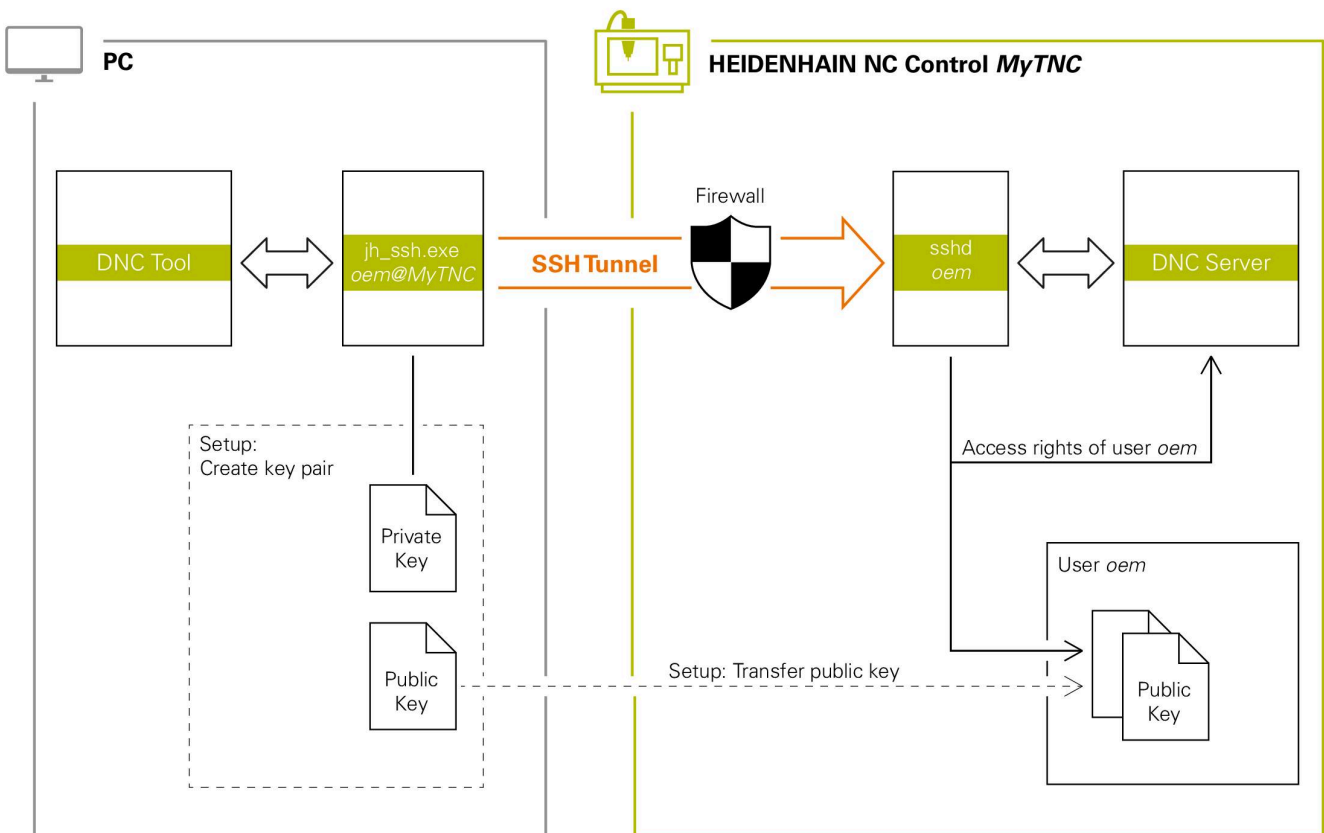 PC
HEIDENHAIN NC Control MyTNC
DNC Tool
jh_ssh.exe
oem@MyTNC
SSH Tunnel
Firewall
sshd
oem
DNC Server
Setup:
Create key pair
Access rights of user oem
Private
Key
User oem
Public
Key
Setup: Transfer public key
Public
Key